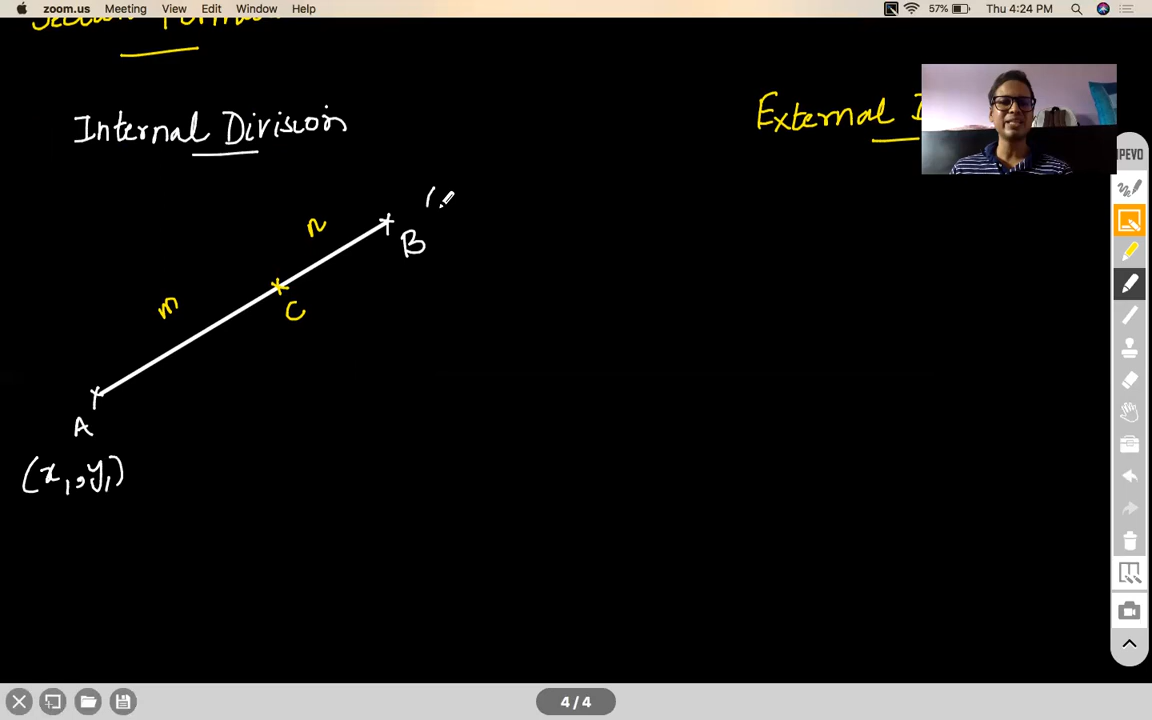 zoom.us Meeting View Edit Window Help 57% Thu 4:24 PM
Section
Internal Division
External
IPEVO
(
n
B
m
C
A
(x₁,y₁)
4 / 4